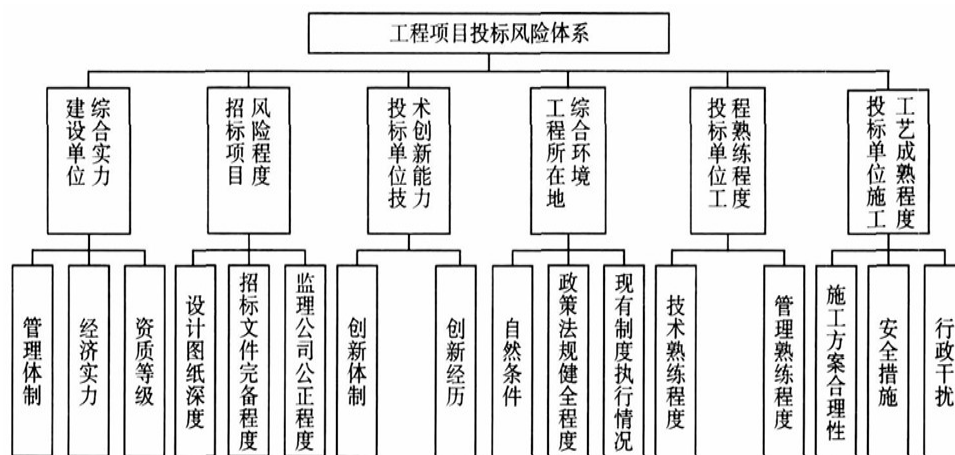 工程项目投标风险体系
建设单位
综合实力
招标项目
风险程度
投标单位技
术创新能力
工程所在地
综合环境
投标单位工
程熟练程度
投标单位施工
工艺成熟程度
管理体制
经济实力
资质等级
设计图纸深度
招标文件完备程度
监理公司公正程度
创新体制
创新经历
自然条件
政策法规健全程度
现有制度执行情况
技术熟练程度
管理熟练程度
施工方案合理性
安全措施
行政干扰